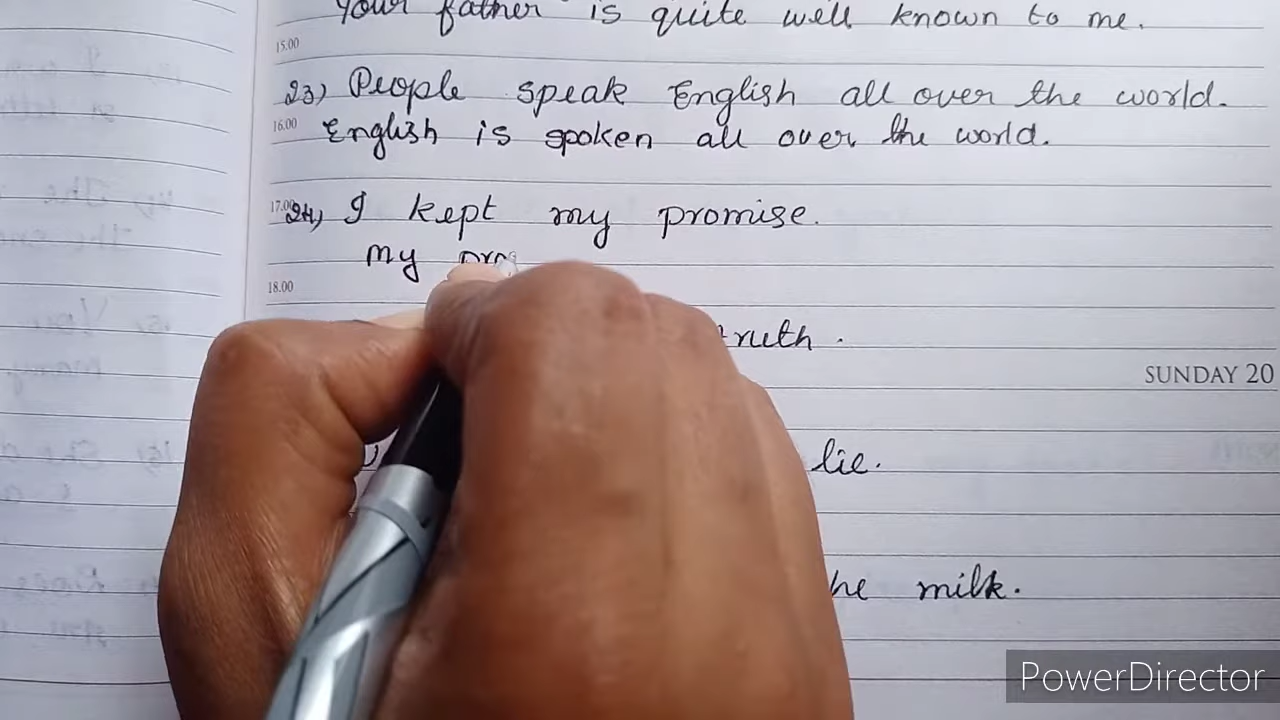 Your father is quite well known to me.
15.00
23) People speak English all over the world.
16.00 English is spoken all over the world.
17.00 24) I kept my promise.
My
18.00
truth.
SUNDAY 20
lie.
the milk.
PowerDirector